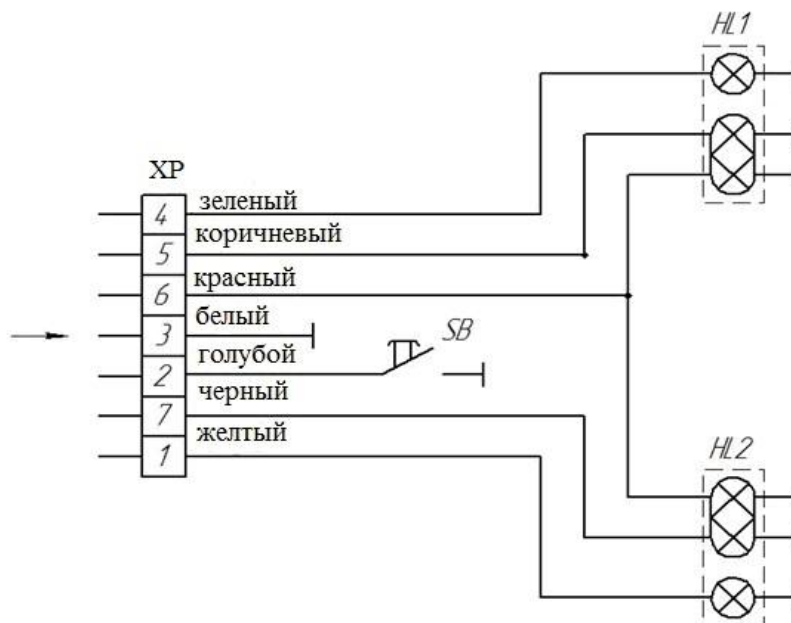 HL1
XP
4 зеленый
5 коричневый
6 красный
3 белый
2 голубой
SB
7 черный
1 желтый
HL2